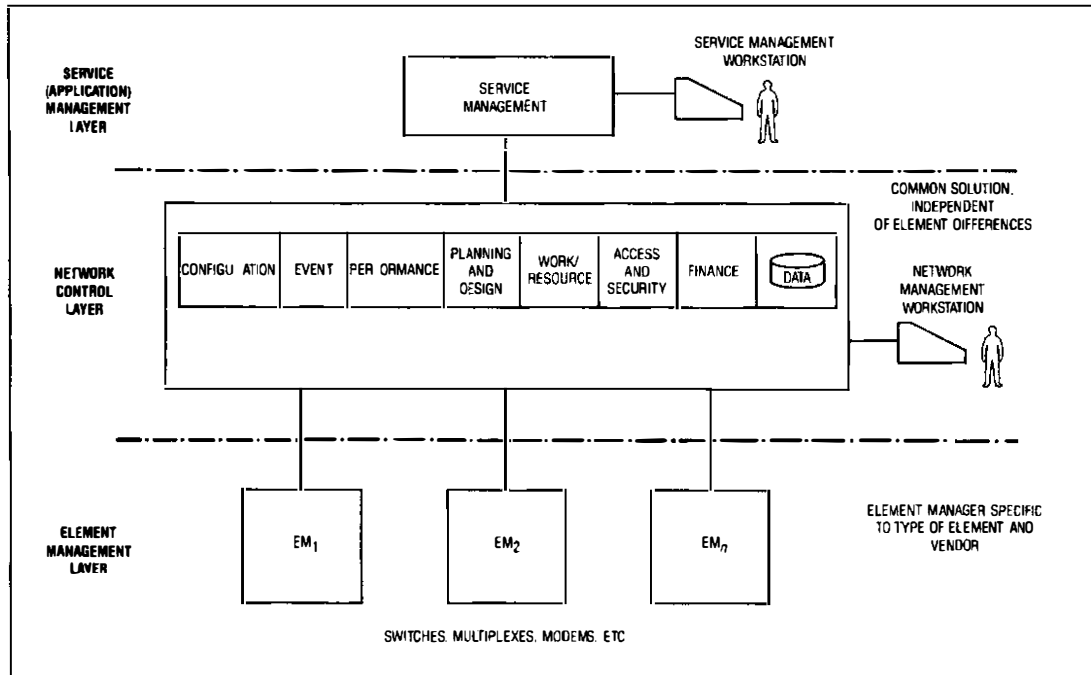 SERVICE MANAGEMENT
WORKSTATION
SERVICE
(APPLICATION)
MANAGEMENT
LAYER
SERVICE
MANAGEMENT
COMMON SOLUTION,
INDEPENDENT
OF ELEMENT DIFFERENCES
NETWORK
CONTROL
LAYER
CONFIGU ATION
EVENT
PER ORMANCE
PLANNING
AND
DESIGN
WORK/
RESOURCE
ACCESS
AND
SECURITY
FINANCE
DATA
NETWORK
MANAGEMENT
WORKSTATION
ELEMENT
MANAGEMENT
LAYER
EM1
EM2
EMn
ELEMENT MANAGER SPECIFIC
TO TYPE OF ELEMENT AND
VENDOR
SWITCHES, MULTIPLEXES, MODEMS, ETC